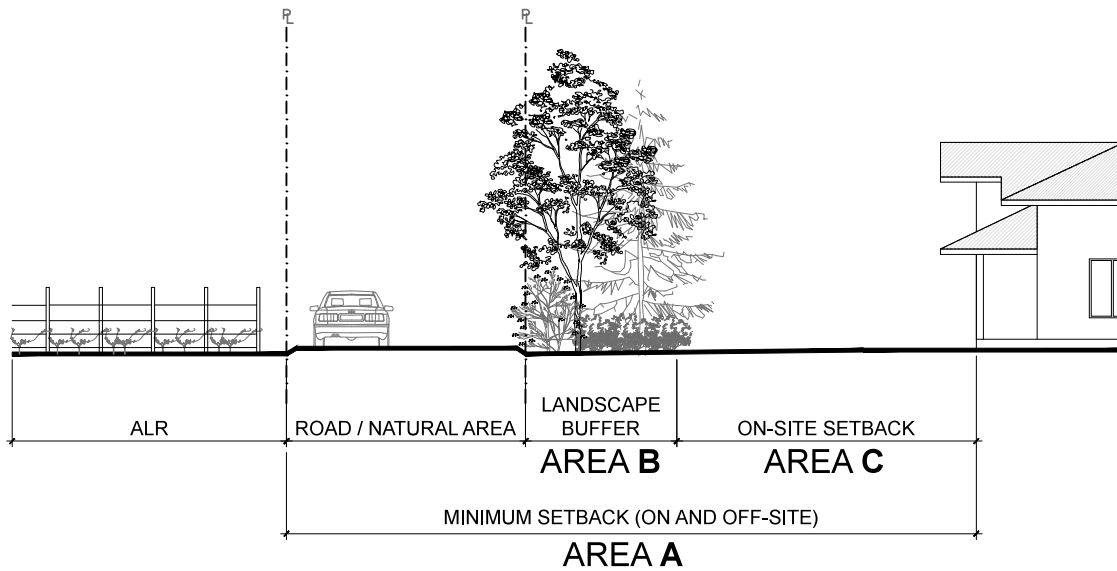 PL
PL
ALR
ROAD / NATURAL AREA
LANDSCAPE
BUFFER
ON-SITE SETBACK
AREA B
AREA C
MINIMUM SETBACK (ON AND OFF-SITE)
AREA A